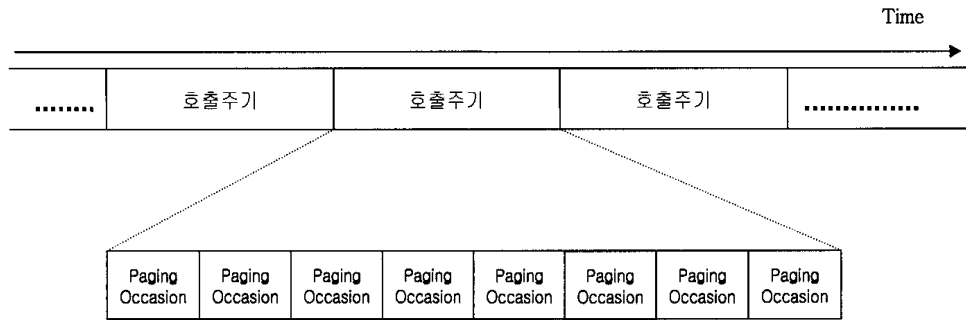 Time
........ 호출주기 호출주기 호출주기 ...............
Paging Paging Paging Paging Paging Paging Paging Paging
Occasion Occasion Occasion Occasion Occasion Occasion Occasion Occasion